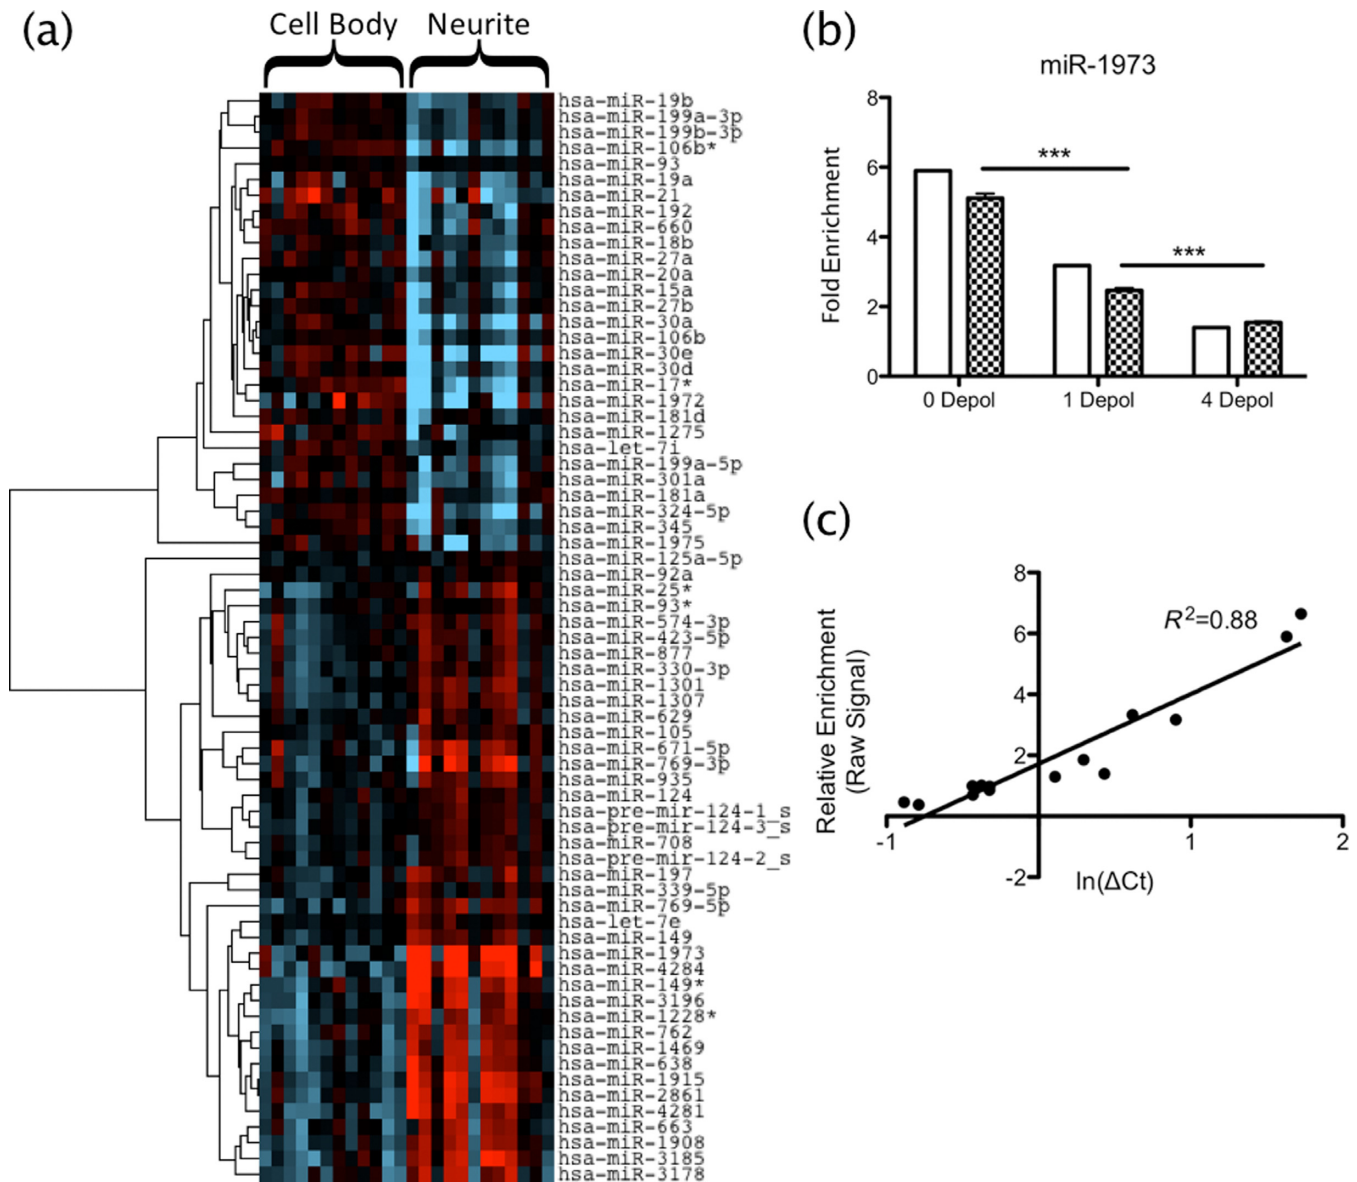 (a)
Cell Body Neurite
hsa-miR-19b
hsa-miR-199a-3p
hsa-miR-199b-3p
hsa-miR-106b*
hsa-miR-93
hsa-miR-19a
hsa-miR-21
hsa-miR-192
hsa-miR-660
hsa-miR-18b
hsa-miR-27a
hsa-miR-20a
hsa-miR-15a
hsa-miR-27b
hsa-miR-30a
hsa-miR-106b
hsa-miR-30e
hsa-miR-30d
hsa-miR-17*
hsa-miR-1972
hsa-miR-181d
hsa-miR-1275
hsa-let-7i
hsa-miR-199a-5p
hsa-miR-301a
hsa-miR-181a
hsa-miR-324-5p
hsa-miR-345
hsa-miR-1975
hsa-miR-125a-5p
hsa-miR-92a
hsa-miR-25*
hsa-miR-93*
hsa-miR-574-3p
hsa-miR-423-5p
hsa-miR-877
hsa-miR-330-3p
hsa-miR-1301
hsa-miR-1307
hsa-miR-629
hsa-miR-105
hsa-miR-671-5p
hsa-miR-769-3p
hsa-miR-935
hsa-miR-124
hsa-pre-mir-124-1_s
hsa-pre-mir-124-3_s
hsa-miR-708
hsa-pre-mir-124-2_s
hsa-miR-197
hsa-miR-339-5p
hsa-miR-769-5p
hsa-let-7e
hsa-miR-149
hsa-miR-1973
hsa-miR-4284
hsa-miR-149*
hsa-miR-3196
hsa-miR-1228*
hsa-miR-762
hsa-miR-1469
hsa-miR-638
hsa-miR-1915
hsa-miR-2861
hsa-miR-4281
hsa-miR-663
hsa-miR-1908
hsa-miR-3185
hsa-miR-3178
(b)
miR-1973
Fold Enrichment
8
6
4
2
0
***
***
0 Depol 1 Depol 4 Depol
(c)
Relative Enrichment
(Raw Signal)
8
6
4
2
-2
R²=0.88
-1 1 2
ln(ΔCt)